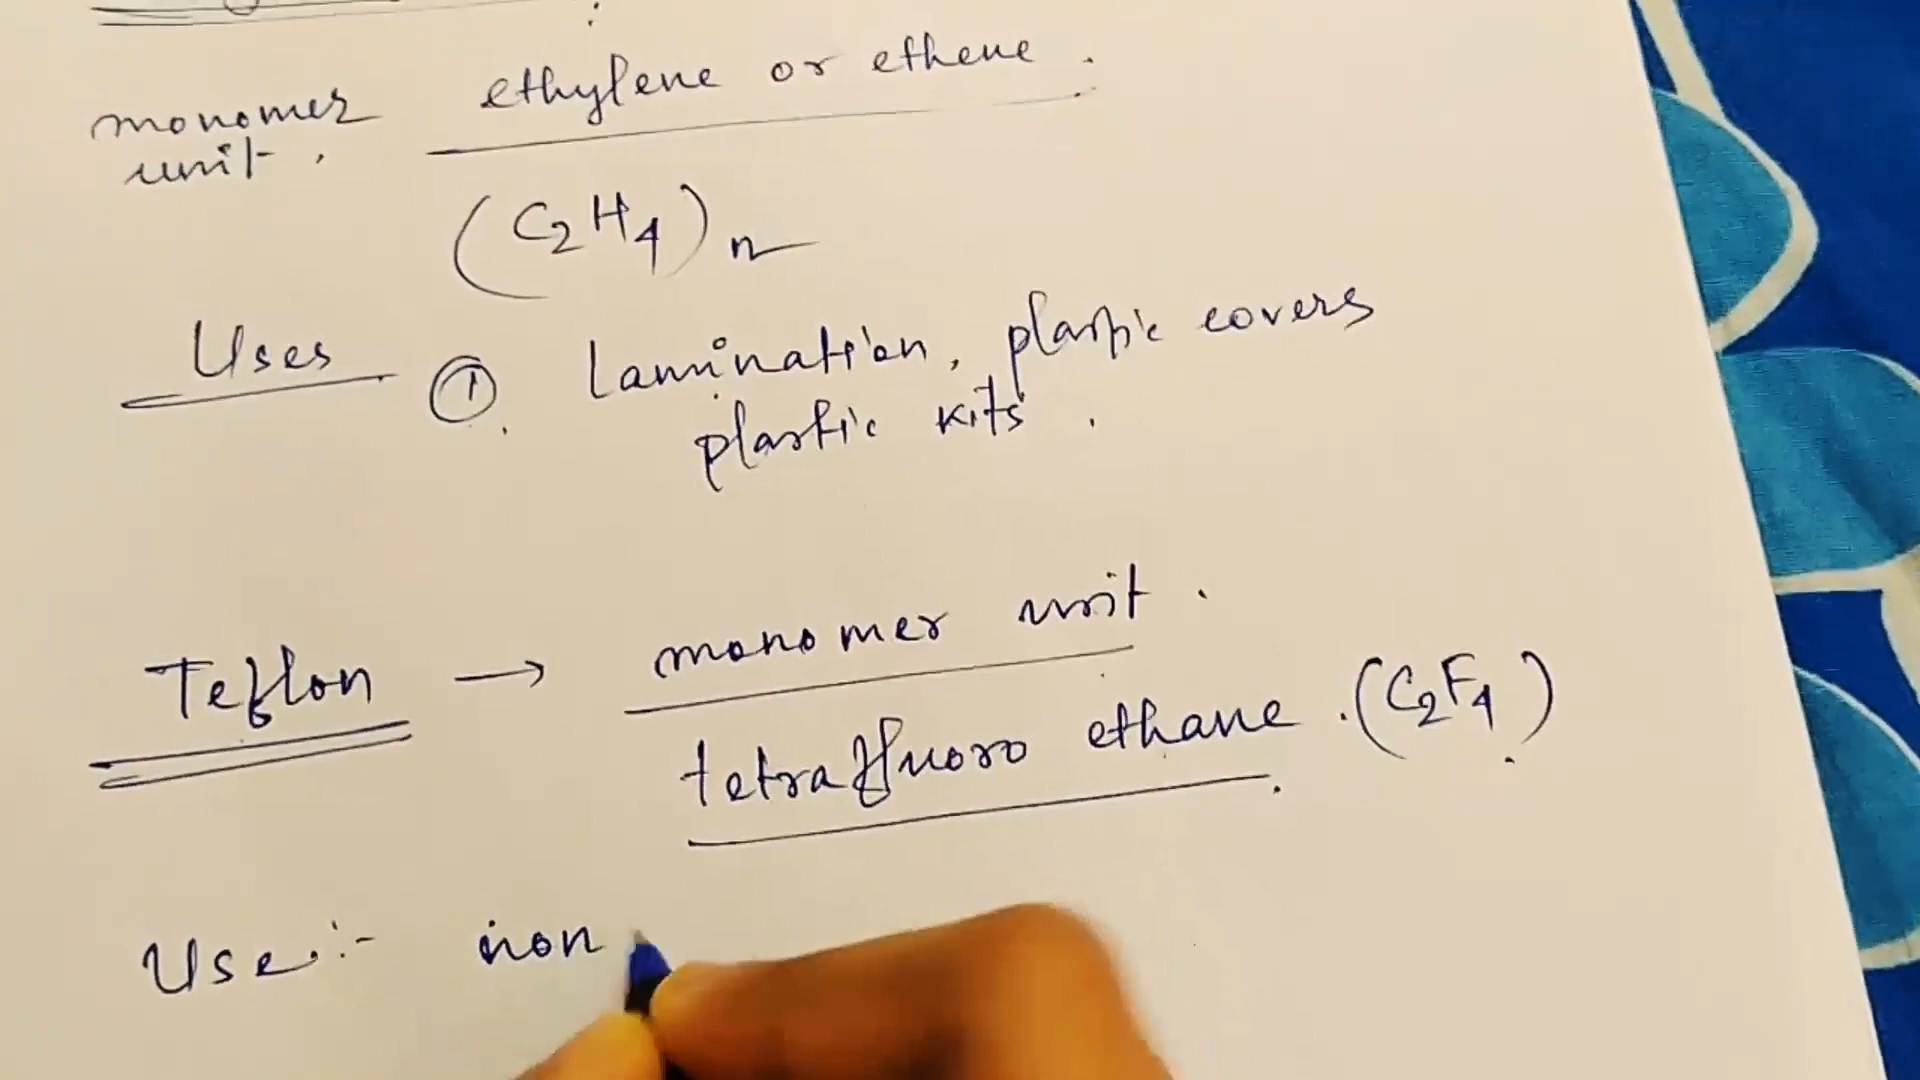 monomer ethylene or ethene .
unit .
(C2H4)n
Uses ① Lamination, plastic covers
plastic kits .
Teflon → monomer unit .
tetrafluoro ethane . (C2F4)
Use :- non